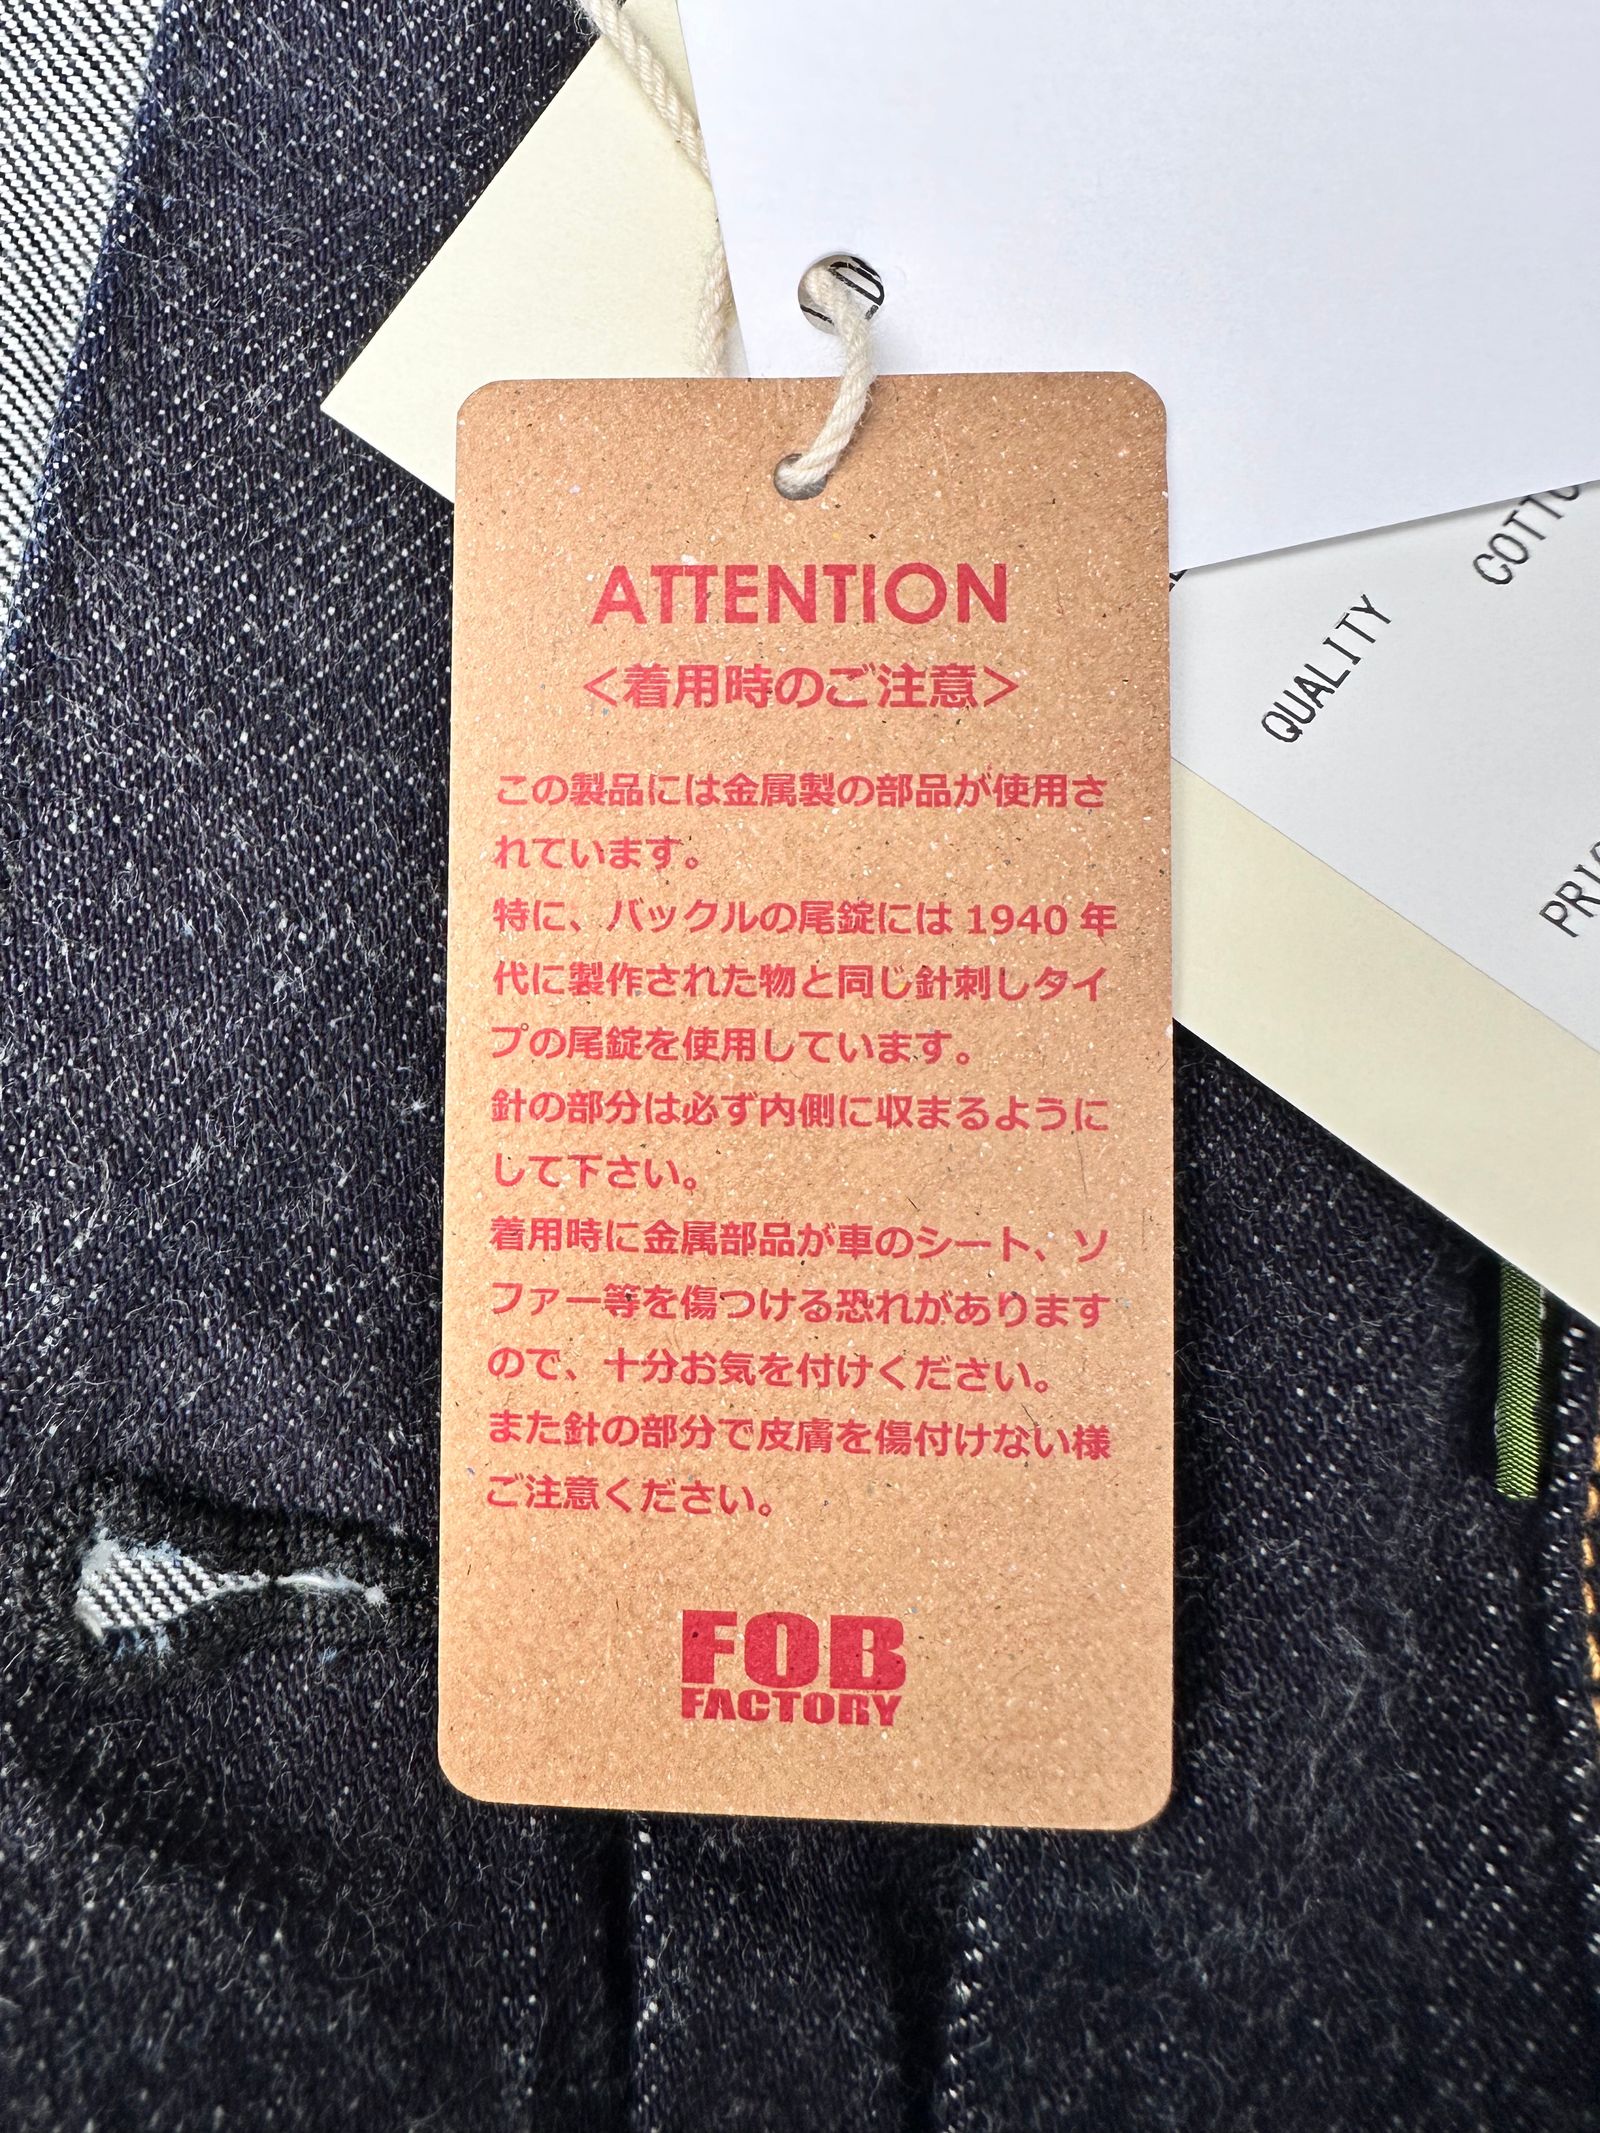 ATTENTION
<着用時のご注意>
この製品には金属製の部品が使用さ
れています。
特に、バックルの尾錠には 1940 年
代に製作された物と同じ針刺しタイ
プの尾錠を使用しています。
針の部分は必ず内側に収まるように
して下さい。
着用時に金属部品が車のシート、ソ
ファー等を傷つける恐れがあります
ので、十分お気を付けください。
また針の部分で皮膚を傷付けない様
ご注意ください。
FOB
FACTORY
QUALITY